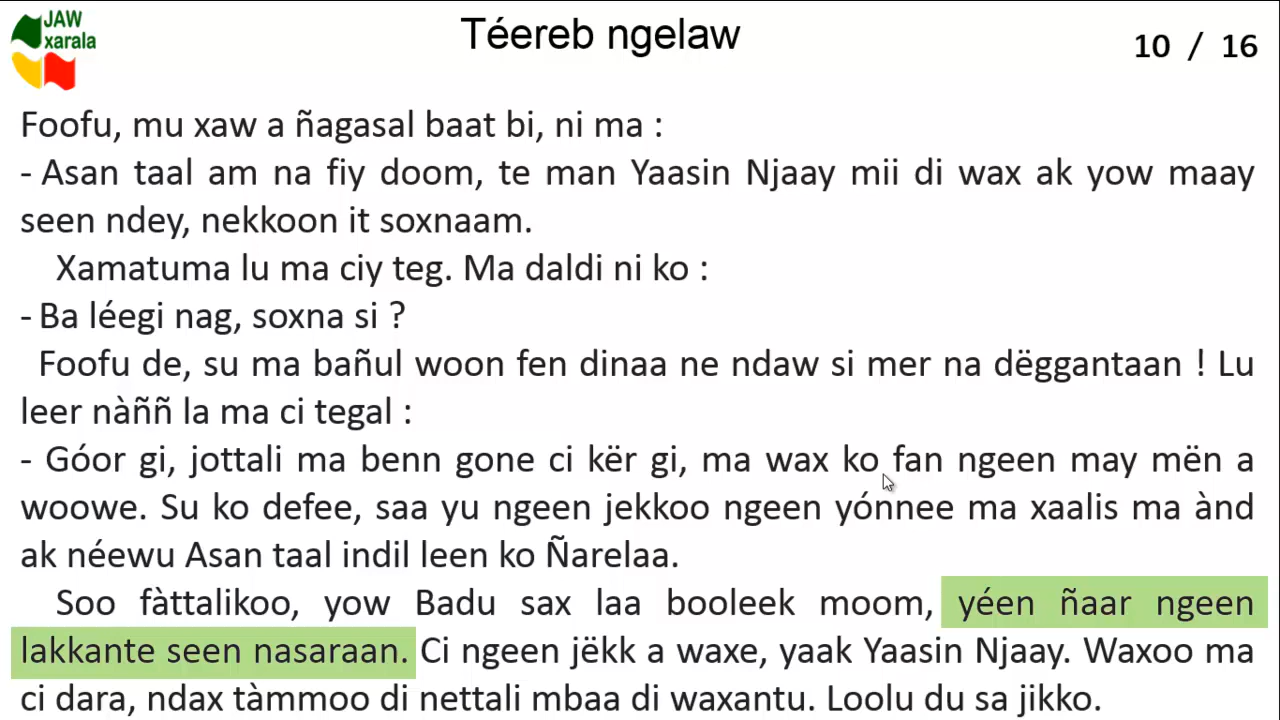 JAW
xarala
Téereb ngelaw
10 / 16
Foofu, mu xaw a ñagasal baat bi, ni ma :
- Asan taal am na fiy doom, te man Yaasin Njaay mii di wax ak yow maay
seen ndey, nekkoon it soxnaam.
Xamatuma lu ma ciy teg. Ma daldi ni ko :
- Ba léegi nag, soxna si ?
Foofu de, su ma bañul woon fen dinaa ne ndaw si mer na dëggantaan ! Lu
leer nàññ la ma ci tegal :
- Góor gi, jottali ma benn gone ci kër gi, ma wax ko fan ngeen may mën a
woowe. Su ko defee, saa yu ngeen jekkoo ngeen yónnee ma xaalis ma ànd
ak néewu Asan taal indil leen ko Ñarelaa.
Soo fàttalikoo, yow Badu sax laa booleek moom, yéen ñaar ngeen
lakkante seen nasaraan. Ci ngeen jëkk a waxe, yaak Yaasin Njaay. Waxoo ma
ci dara, ndax tàmmoo di nettali mbaa di waxantu. Loolu du sa jikko.